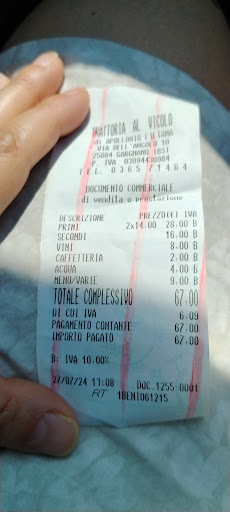 TRATTORIA AL VICOLO
di APOLLONIO LILIANA
VIA DELL'ANGOLO 10
25084 GARGNANO (BS)
P. IVA 03094430984
TEL. 0365 71464
DOCUMENTO COMMERCIALE
di vendita o prestazione
DESCRIZIONE PREZZO(€) IVA
PRIMI 2x14.00 28.00 B
SECONDI 16.00 B
VINI 8.00 B
CAFFETTERIA 2.00 B
ACQUA 4.00 B
MENU/VARIE 9.00 B
TOTALE COMPLESSIVO 67.00
DI CUI IVA 6.09
PAGAMENTO CONTANTE 67.00
IMPORTO PAGATO 67.00
B: IVA 10.00%
27/07/24 13:08 DOC.1255-0001
RT 1BENI061215